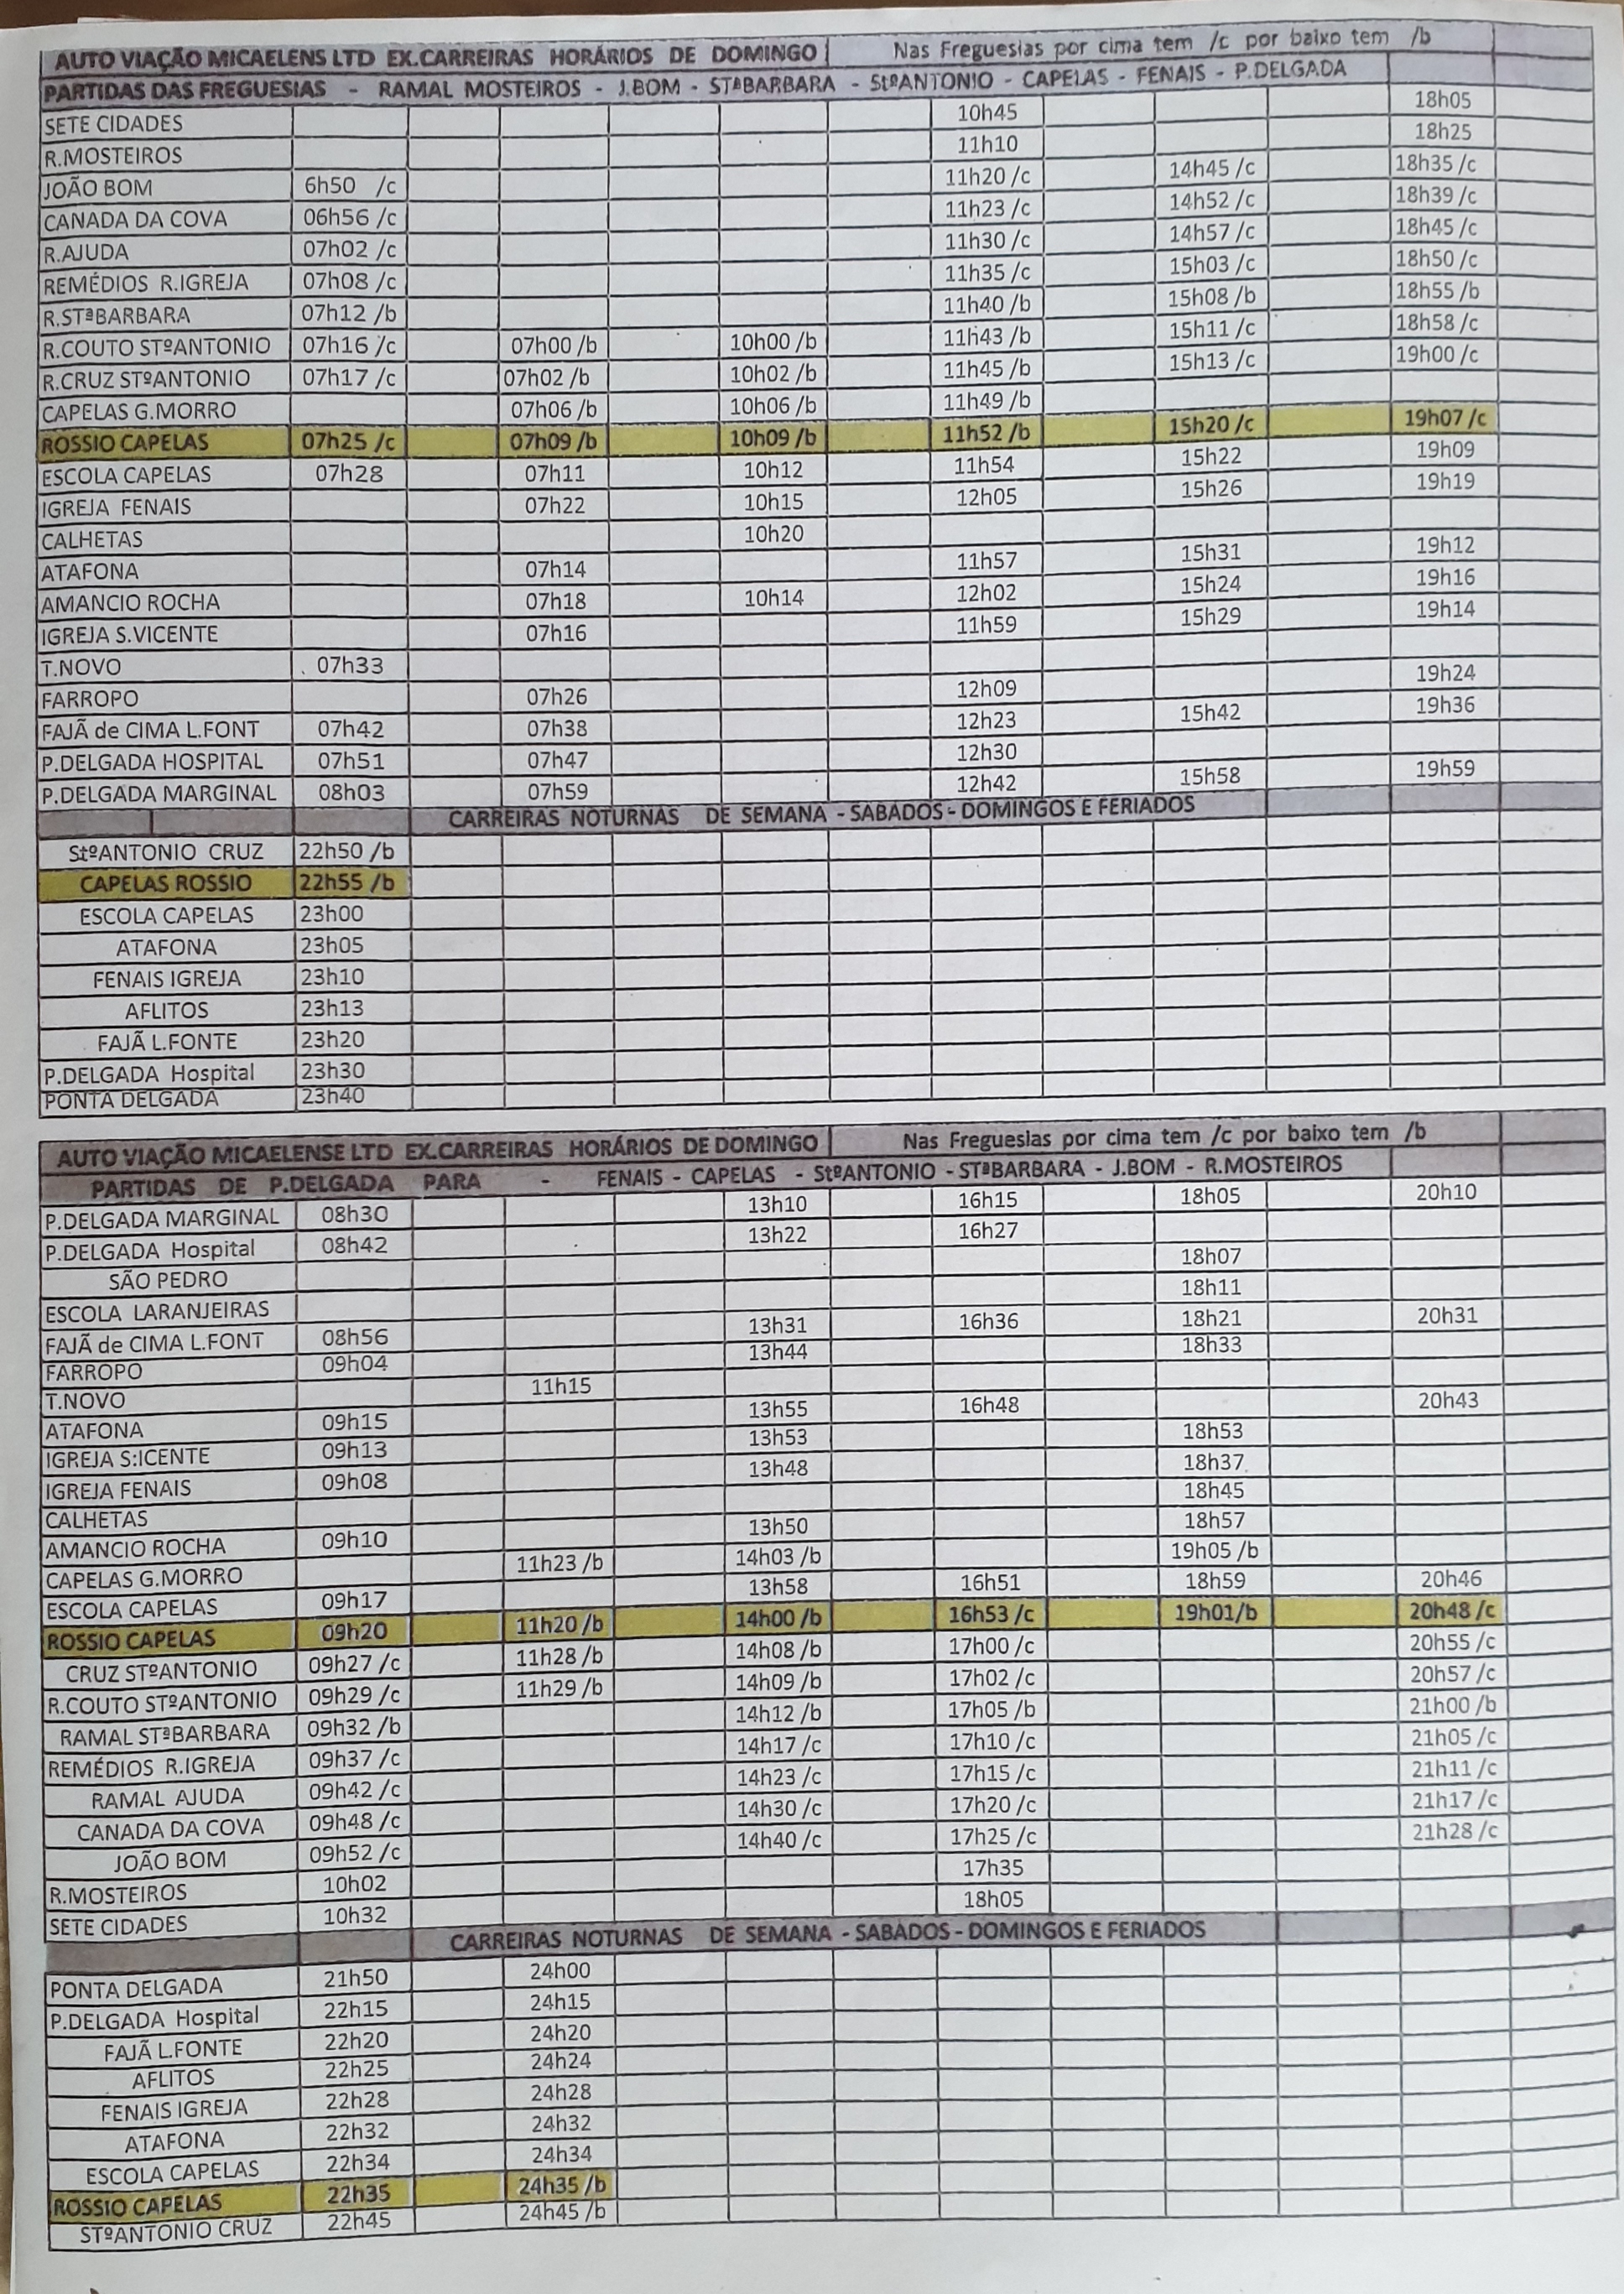 AUTO VIAÇÃO MICAELENS LTD EX.CARREIRAS HORÁRIOS DE DOMINGO Nas Freguesias por cima tem /c por baixo tem /b
PARTIDAS DAS FREGUESIAS - RAMAL MOSTEIROS - J.BOM - STªBARBARA - StºANTONIO - CAPELAS - FENAIS - P.DELGADA
SETE CIDADES 10h45 18h05
R.MOSTEIROS 11h10 18h25
JOÃO BOM 6h50 /c 11h20 /c 14h45 /c 18h35 /c
CANADA DA COVA 06h56 /c 11h23 /c 14h52 /c 18h39 /c
R.AJUDA 07h02 /c 11h30 /c 14h57 /c 18h45 /c
REMÉDIOS R.IGREJA 07h08 /c 11h35 /c 15h03 /c 18h50 /c
R.STªBARBARA 07h12 /b 11h40 /b 15h08 /b 18h55 /b
R.COUTO STºANTONIO 07h16 /c 07h00 /b 10h00 /b 11h43 /b 15h11 /c 18h58 /c
R.CRUZ STºANTONIO 07h17 /c 07h02 /b 10h02 /b 11h45 /b 15h13 /c 19h00 /c
CAPELAS G.MORRO 07h06 /b 10h06 /b 11h49 /b
ROSSIO CAPELAS 07h25 /c 07h09 /b 10h09 /b 11h52 /b 15h20 /c 19h07 /c
ESCOLA CAPELAS 07h28 07h11 10h12 11h54 15h22 19h09
IGREJA FENAIS 07h22 10h15 12h05 15h26 19h19
CALHETAS 10h20
ATAFONA 07h14 11h57 15h31 19h12
AMANCIO ROCHA 07h18 10h14 12h02 15h24 19h16
IGREJA S.VICENTE 07h16 11h59 15h29 19h14
T.NOVO 07h33
FARROPO 07h26 12h09 19h24
FAJÃ de CIMA L.FONT 07h42 07h38 12h23 15h42 19h36
P.DELGADA HOSPITAL 07h51 07h47 12h30
P.DELGADA MARGINAL 08h03 07h59 12h42 15h58 19h59
CARREIRAS NOTURNAS DE SEMANA - SABADOS - DOMINGOS E FERIADOS
StºANTONIO CRUZ 22h50 /b
CAPELAS ROSSIO 22h55 /b
ESCOLA CAPELAS 23h00
ATAFONA 23h05
FENAIS IGREJA 23h10
AFLITOS 23h13
FAJÃ L.FONTE 23h20
P.DELGADA Hospital 23h30
PONTA DELGADA 23h40
AUTO VIAÇÃO MICAELENSE LTD EX.CARREIRAS HORÁRIOS DE DOMINGO Nas Freguesias por cima tem /c por baixo tem /b
PARTIDAS DE P.DELGADA PARA - FENAIS - CAPELAS - StºANTONIO - STªBARBARA - J.BOM - R.MOSTEIROS
P.DELGADA MARGINAL 08h30 13h10 16h15 18h05 20h10
P.DELGADA Hospital 08h42 13h22 16h27
SÃO PEDRO 18h07
ESCOLA LARANJEIRAS 18h11
FAJÃ de CIMA L.FONT 08h56 13h31 16h36 18h21 20h31
FARROPO 09h04 13h44 18h33
T.NOVO 11h15
ATAFONA 09h15 13h55 16h48 20h43
IGREJA S:ICENTE 09h13 13h53 18h53
IGREJA FENAIS 09h08 13h48 18h37
CALHETAS 18h45
AMANCIO ROCHA 09h10 13h50 18h57
CAPELAS G.MORRO 11h23 /b 14h03 /b 19h05 /b
ESCOLA CAPELAS 09h17 13h58 16h51 18h59 20h46
ROSSIO CAPELAS 09h20 11h20 /b 14h00 /b 16h53 /c 19h01/b 20h48 /c
CRUZ STºANTONIO 09h27 /c 11h28 /b 14h08 /b 17h00 /c 20h55 /c
R.COUTO STºANTONIO 09h29 /c 11h29 /b 14h09 /b 17h02 /c 20h57 /c
RAMAL STªBARBARA 09h32 /b 14h12 /b 17h05 /b 21h00 /b
REMÉDIOS R.IGREJA 09h37 /c 14h17 /c 17h10 /c 21h05 /c
RAMAL AJUDA 09h42 /c 14h23 /c 17h15 /c 21h11 /c
CANADA DA COVA 09h48 /c 14h30 /c 17h20 /c 21h17 /c
JOÃO BOM 09h52 /c 14h40 /c 17h25 /c 21h28 /c
R.MOSTEIROS 10h02 17h35
SETE CIDADES 10h32 18h05
CARREIRAS NOTURNAS DE SEMANA - SABADOS - DOMINGOS E FERIADOS
PONTA DELGADA 21h50 24h00
P.DELGADA Hospital 22h15 24h15
FAJÃ L.FONTE 22h20 24h20
AFLITOS 22h25 24h24
FENAIS IGREJA 22h28 24h28
ATAFONA 22h32 24h32
ESCOLA CAPELAS 22h34 24h34
ROSSIO CAPELAS 22h35 24h35 /b
STºANTONIO CRUZ 22h45 24h45 /b